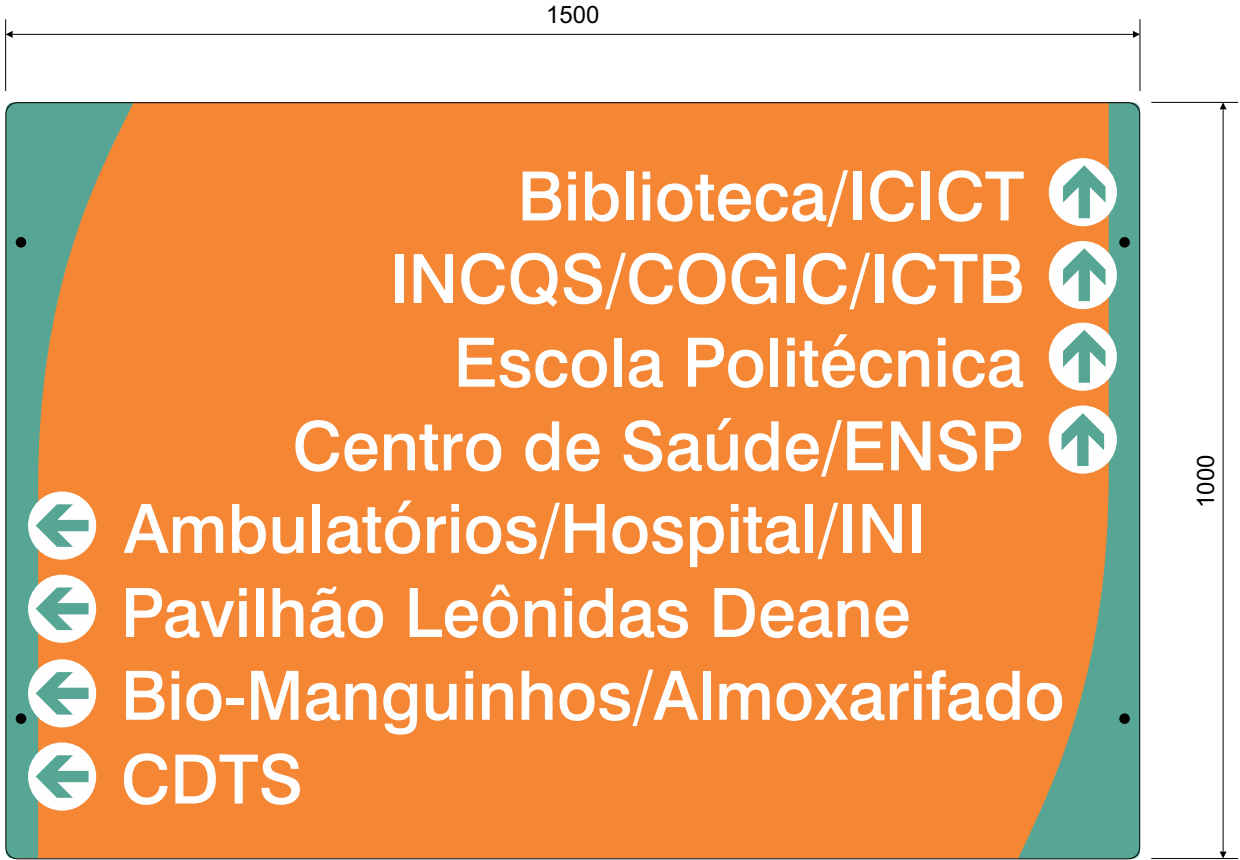 1500
Biblioteca/ICICT
INCQS/COGIC/ICTB
Escola Politécnica
Centro de Saúde/ENSP
Ambulatórios/Hospital/INI
Pavilhão Leônidas Deane
Bio-Manguinhos/Almoxarifado
CDTS
1000